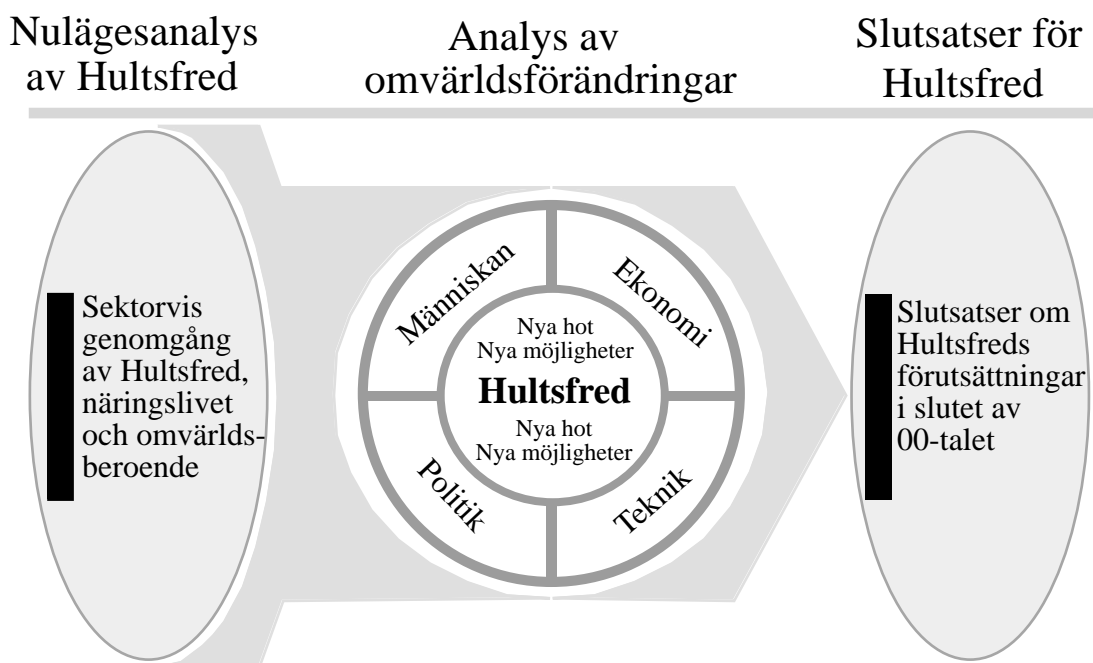 Nulägesanalys
av Hultsfred
Analys av
omvärldsförändringar
Slutsatser för
Hultsfred
Sektorvis
genomgång
av Hultsfred,
näringslivet
och omvärlds-
beroende
Människan
Ekonomi
Nya hot
Nya möjligheter
Hultsfred
Nya hot
Nya möjligheter
Politik
Teknik
Slutsatser om
Hultsfreds
förutsättningar
i slutet av
00-talet